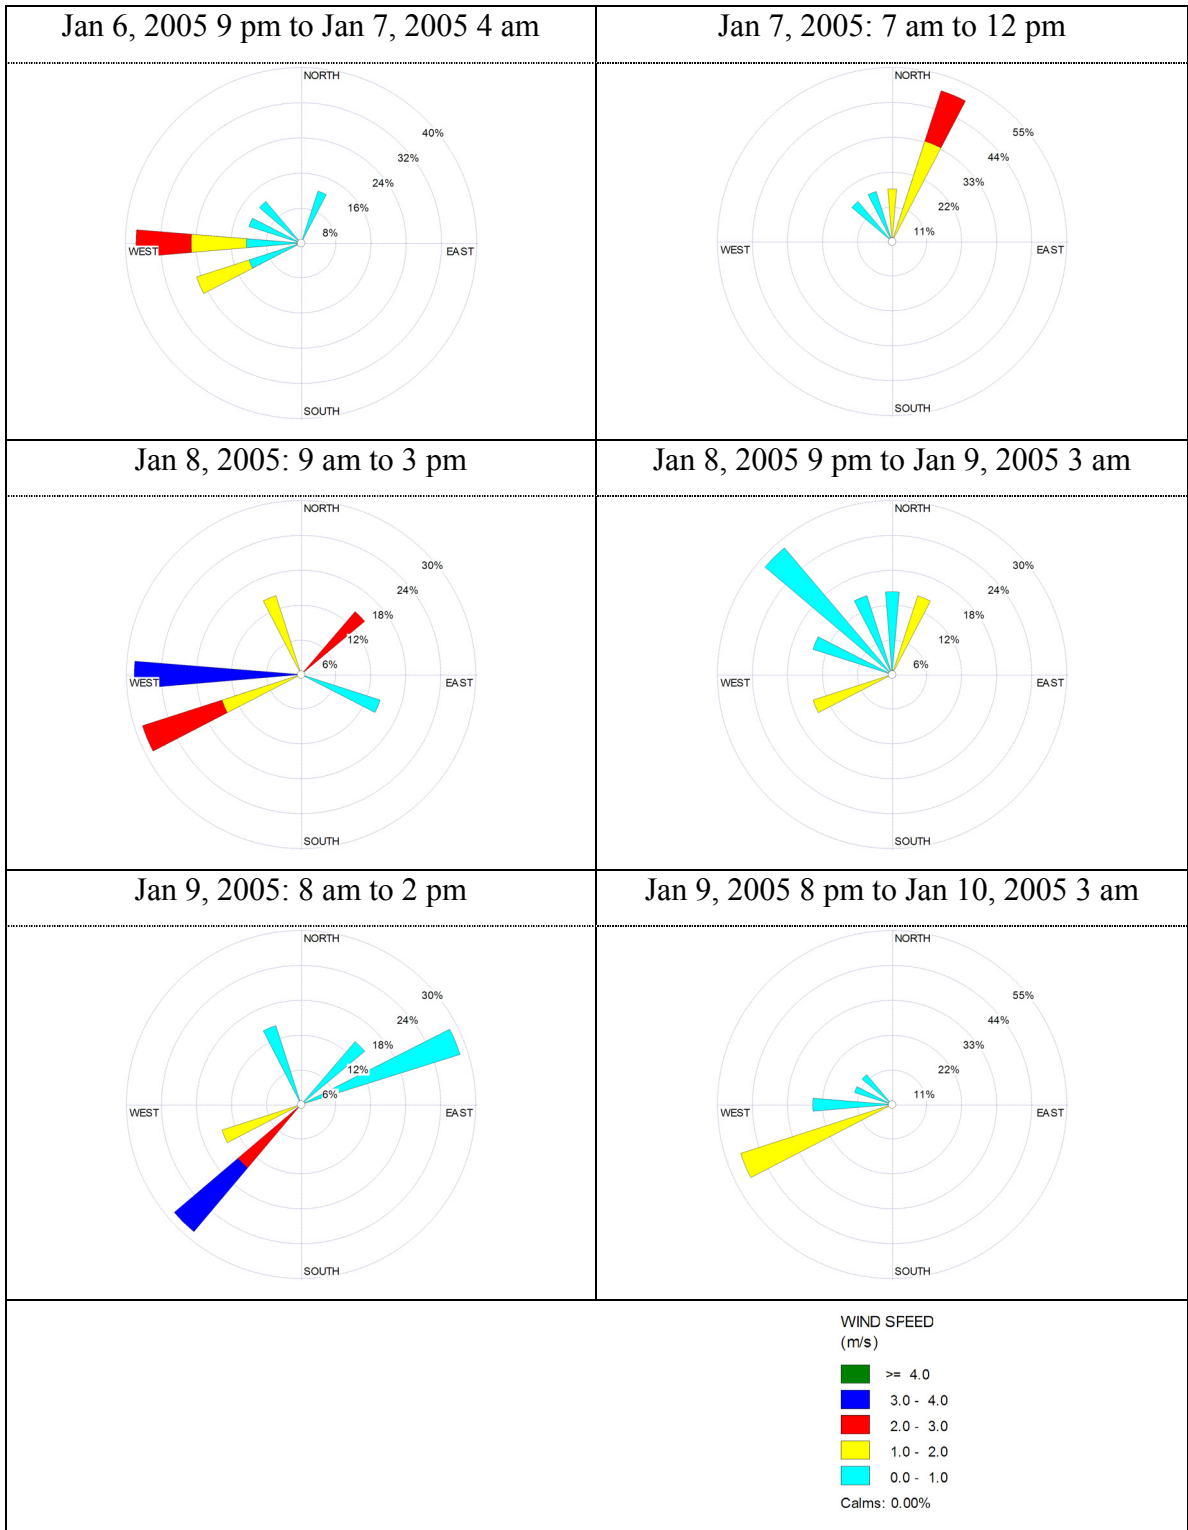 Jan 6, 2005 9 pm to Jan 7, 2005 4 am
NORTH
40%
32%
24%
16%
8%
WEST
EAST
SOUTH
Jan 7, 2005: 7 am to 12 pm
NORTH
55%
44%
33%
22%
11%
WEST
EAST
SOUTH
Jan 8, 2005: 9 am to 3 pm
NORTH
30%
24%
18%
12%
6%
WEST
EAST
SOUTH
Jan 8, 2005 9 pm to Jan 9, 2005 3 am
NORTH
30%
24%
18%
12%
6%
WEST
EAST
SOUTH
Jan 9, 2005: 8 am to 2 pm
NORTH
30%
24%
18%
12%
6%
WEST
EAST
SOUTH
Jan 9, 2005 8 pm to Jan 10, 2005 3 am
NORTH
55%
44%
33%
22%
11%
WEST
EAST
SOUTH
WIND SPEED
(m/s)
>= 4.0
3.0 - 4.0
2.0 - 3.0
1.0 - 2.0
0.0 - 1.0
Calms: 0.00%